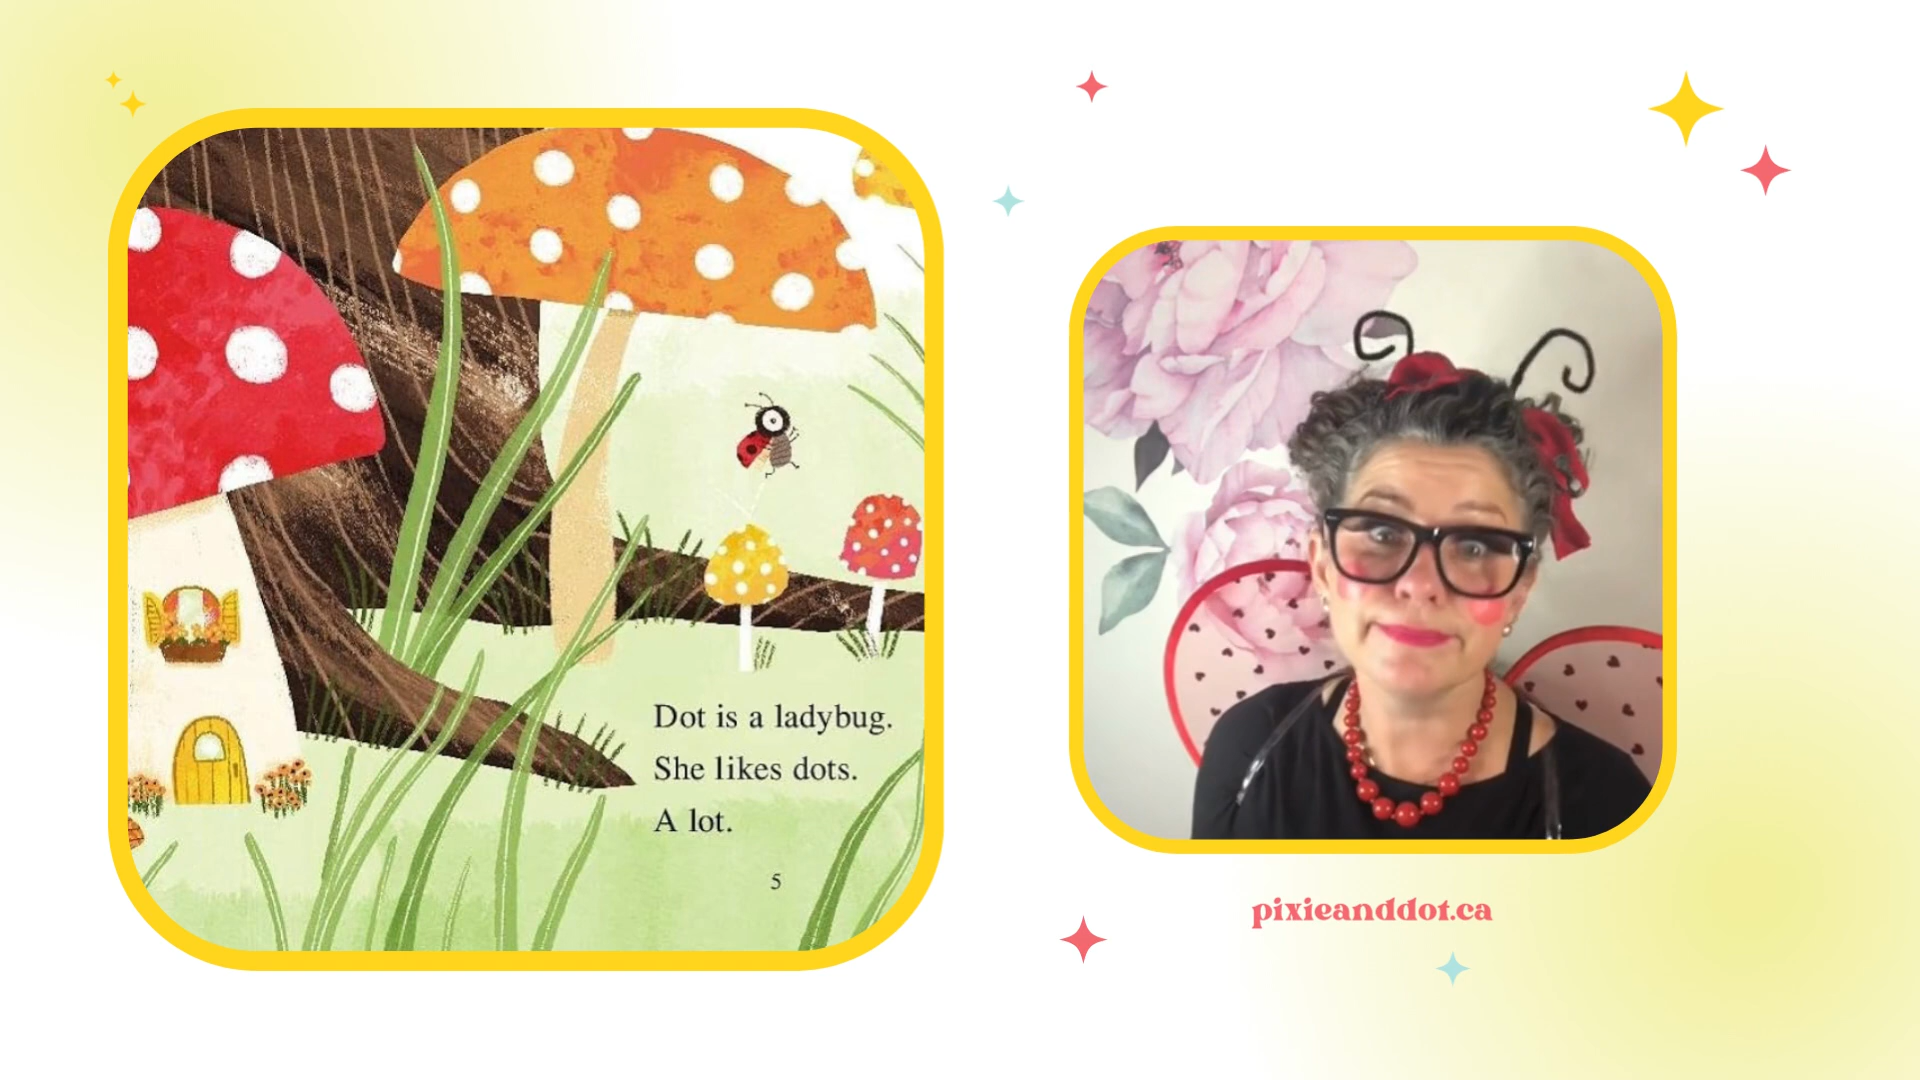 Dot is a ladybug.
She likes dots.
A lot.
5
pixieanddot.ca